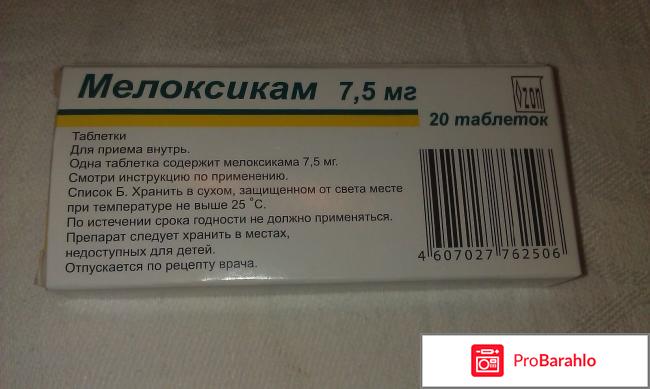 Мелоксикам 7,5 мг
Ozon
20 таблеток
Таблетки
Для приема внутрь.
Одна таблетка содержит мелоксикама 7,5 мг.
Смотри инструкцию по применению.
Список Б. Хранить в сухом, защищенном от света месте
при температуре не выше 25 °С.
По истечении срока годности не должно применяться.
Препарат следует хранить в местах,
недоступных для детей.
Отпускается по рецепту врача.
4 607027 762506
ProBarahlo